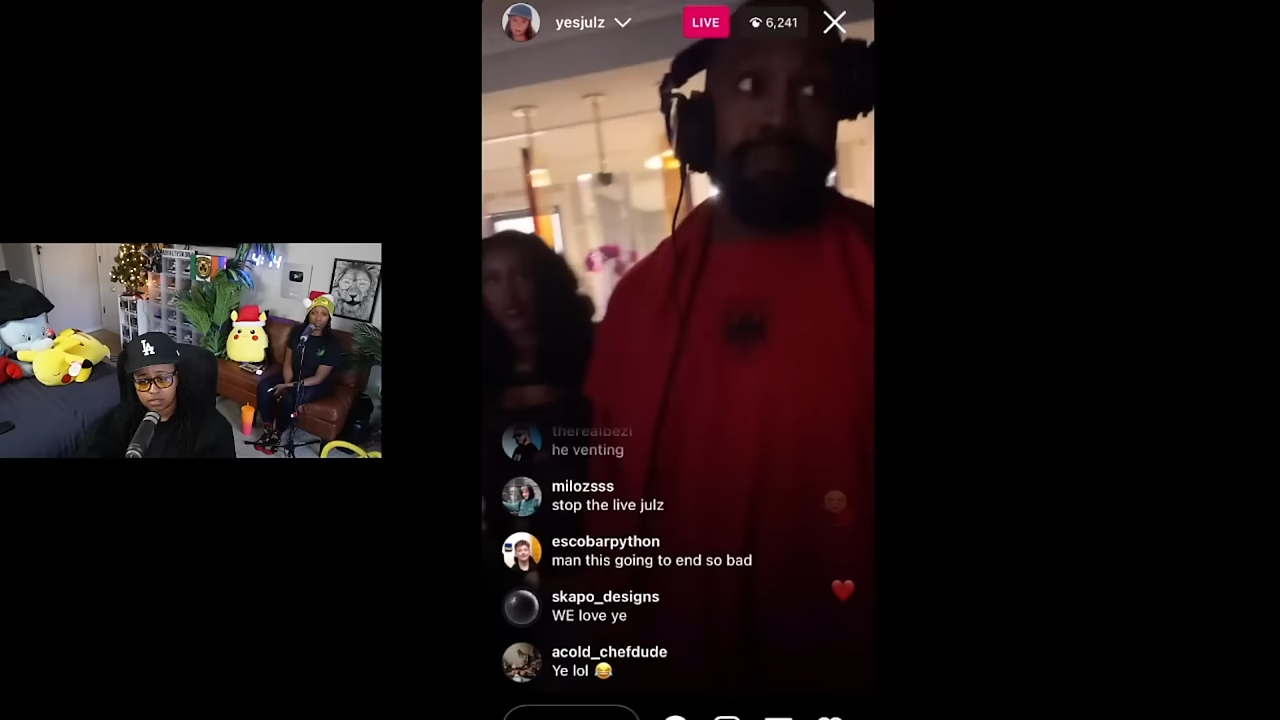 yesjulz
LIVE
6,241
therealbezi
he venting
milozsss
stop the live julz
escobarpython
man this going to end so bad
skapo_designs
WE love ye
acold_chefdude
Ye lol 😂
LA